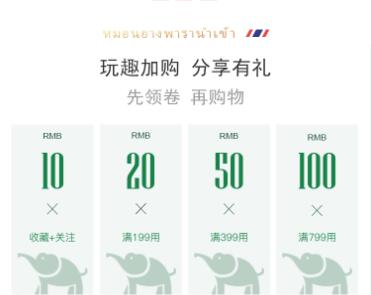 หมอนยางพารานำเข้า
玩趣加购 分享有礼
先领卷 再购物
RMB RMB RMB RMB
10 20 50 100
× × × ×
收藏+关注 满199用 满399用 满799用